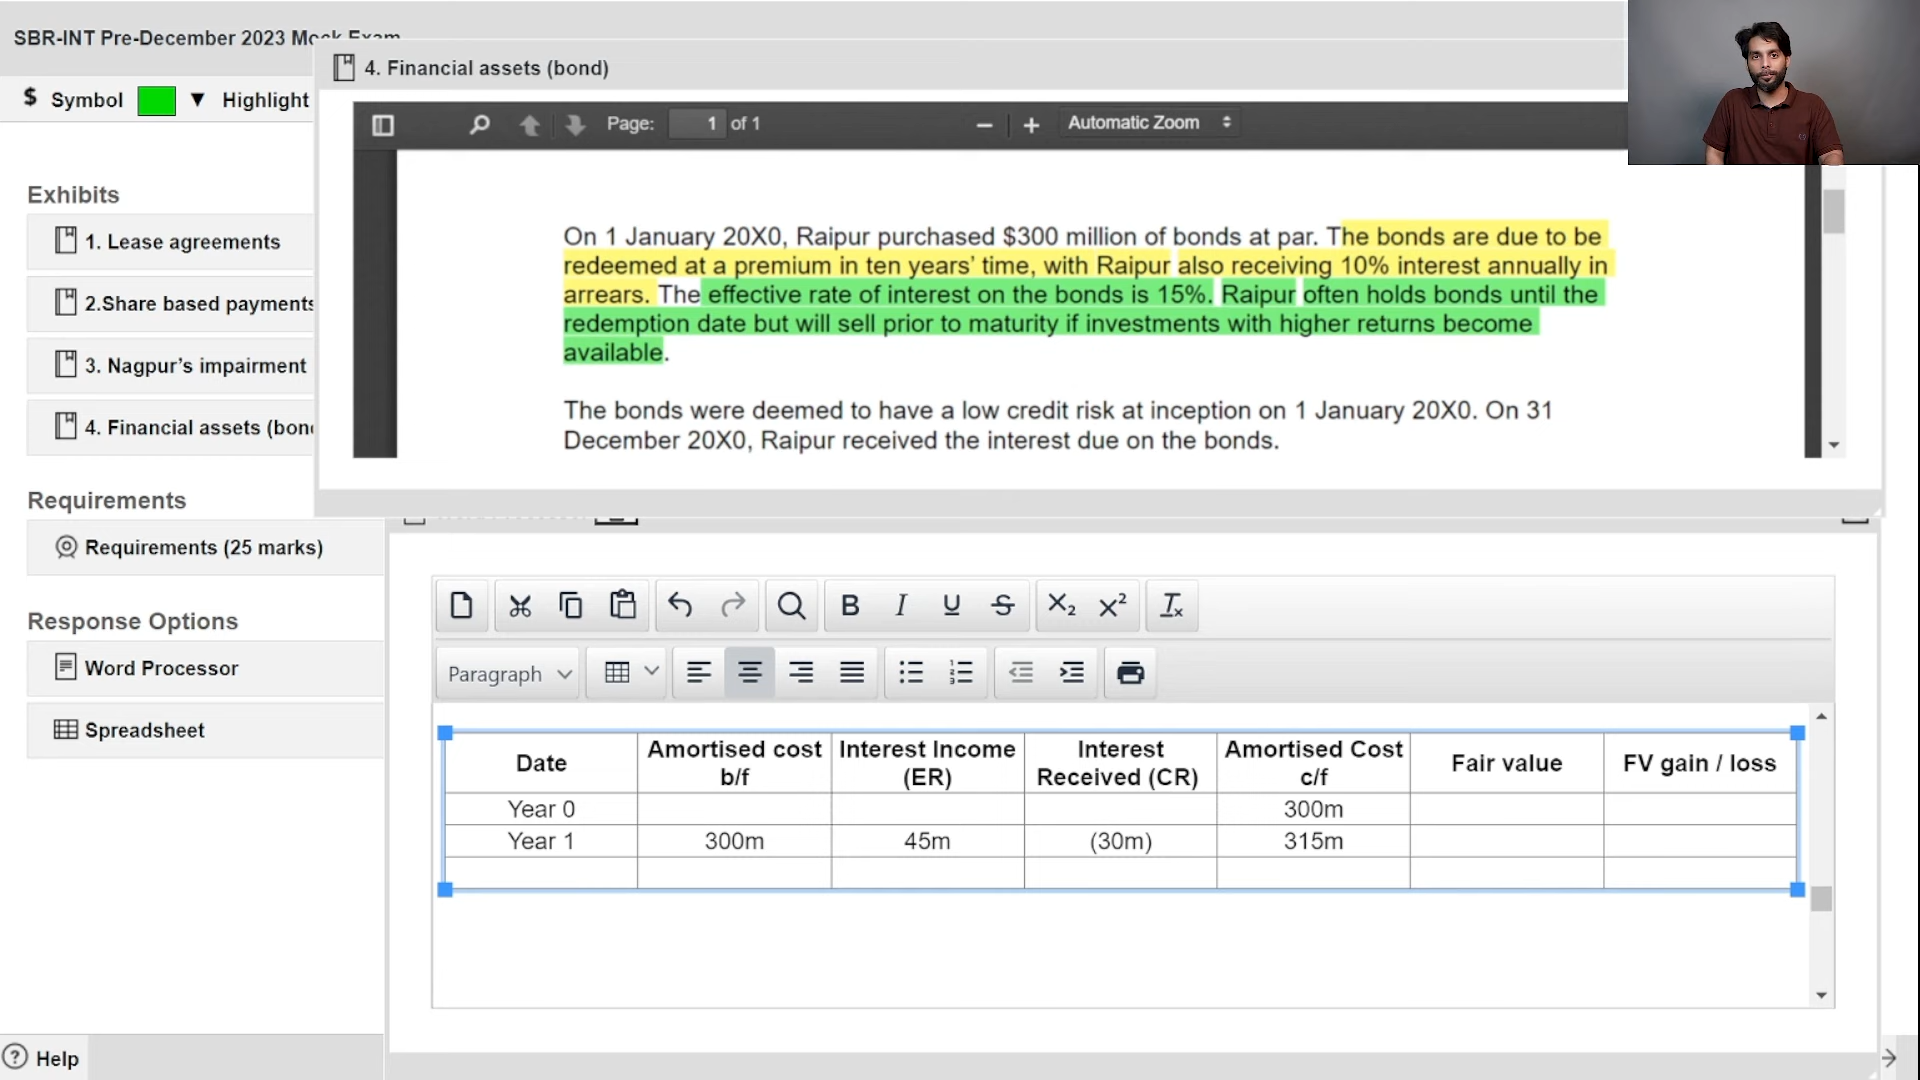 SBR-INT Pre-December 2023 Mock Exam
4. Financial assets (bond)
$ Symbol ▼ Highlight
Page: 1 of 1 − + Automatic Zoom
On 1 January 20X0, Raipur purchased $300 million of bonds at par. The bonds are due to be
redeemed at a premium in ten years’ time, with Raipur also receiving 10% interest annually in
arrears. The effective rate of interest on the bonds is 15%. Raipur often holds bonds until the
redemption date but will sell prior to maturity if investments with higher returns become
available.
The bonds were deemed to have a low credit risk at inception on 1 January 20X0. On 31
December 20X0, Raipur received the interest due on the bonds.
Exhibits
1. Lease agreements
2.Share based payments
3. Nagpur’s impairment
4. Financial assets (bon
Requirements
Requirements (25 marks)
Response Options
Word Processor
Spreadsheet
B I U S X₂ X² Tx
Paragraph
Date Amortised cost b/f Interest Income (ER) Interest Received (CR) Amortised Cost c/f Fair value FV gain / loss
Year 0 300m
Year 1 300m 45m (30m) 315m
Help